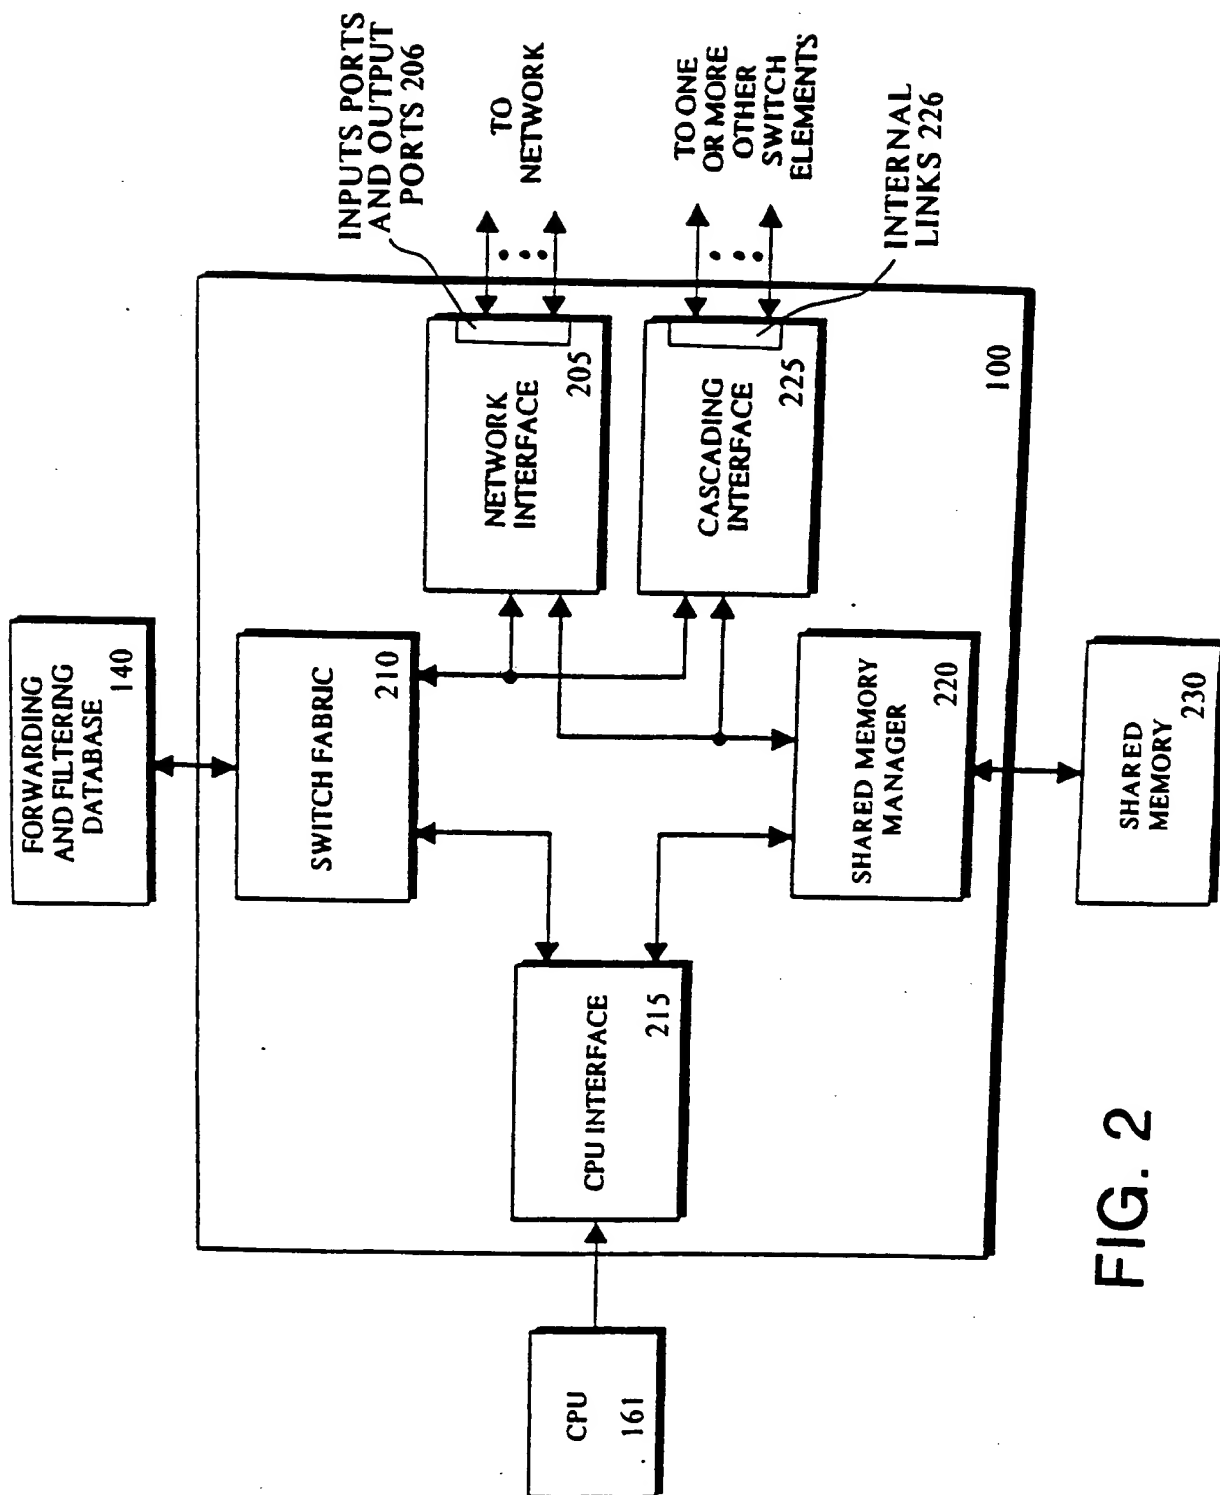 INPUTS PORTS
AND OUTPUT
PORTS 206
TO
NETWORK
TO ONE
OR MORE
OTHER
SWITCH
ELEMENTS
INTERNAL
LINKS 226
FORWARDING
AND FILTERING
DATABASE
140
SWITCH FABRIC
210
NETWORK
INTERFACE
205
CASCADING
INTERFACE
225
100
CPU INTERFACE
215
SHARED MEMORY
MANAGER
220
SHARED
MEMORY
230
CPU
161
FIG. 2